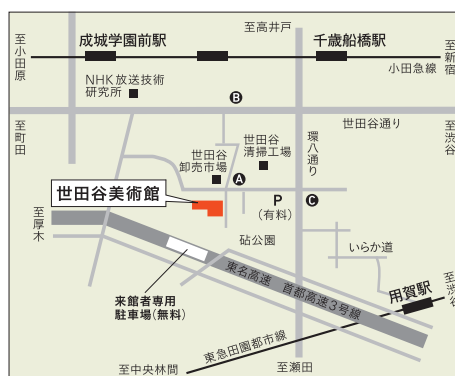 至高井戸
成城学園前駅
千歳船橋駅
至小田原
至新宿
小田急線
NHK放送技術
研究所
B
世田谷通り
至町田
至渋谷
世田谷
清掃工場
環八通り
世田谷
卸売市場
A
世田谷美術館
P
(有料)
C
至厚木
砧公園
いらか道
来館者専用
駐車場(無料)
東名高速 首都高速3号線
用賀駅
至渋谷
東急田園都市線
至中央林間
至瀬田